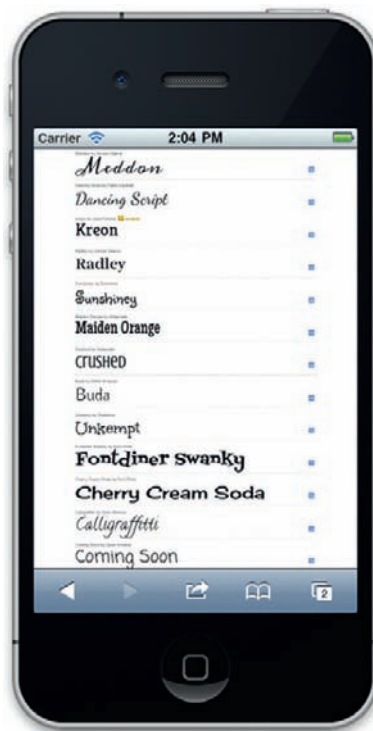 Carrier 2:04 PM
Meddon
Dancing Script
Kreon
Radley
Sunshiney
Maiden Orange
crushed
Buda
Unkempt
Fontdiner swanky
Cherry Cream Soda
Calligraffitti
Coming Soon
2